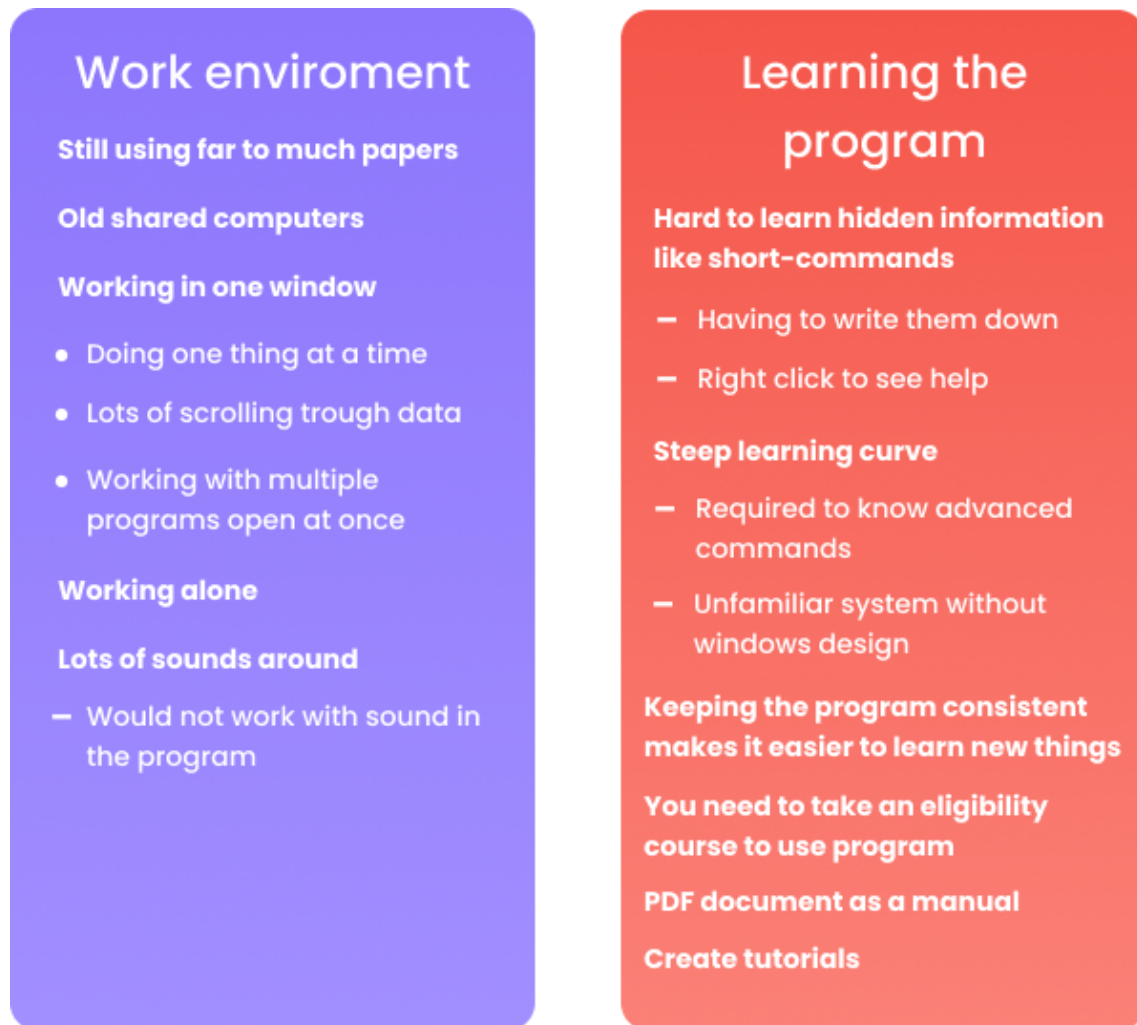 Work enviroment
Still using far to much papers
Old shared computers
Working in one window
• Doing one thing at a time
• Lots of scrolling trough data
• Working with multiple
programs open at once
Working alone
Lots of sounds around
– Would not work with sound in
the program
Learning the
program
Hard to learn hidden information
like short-commands
– Having to write them down
– Right click to see help
Steep learning curve
– Required to know advanced
commands
– Unfamiliar system without
windows design
Keeping the program consistent
makes it easier to learn new things
You need to take an eligibility
course to use program
PDF document as a manual
Create tutorials